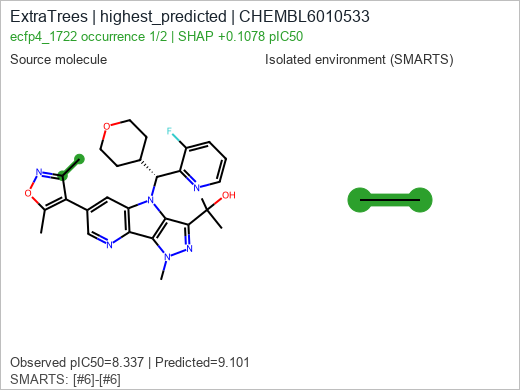 ExtraTrees | highest_predicted | CHEMBL6010533
ecfp4_1722 occurrence 1/2 | SHAP +0.1078 pIC50
Source molecule
Isolated environment (SMARTS)
O
F
N
N
O
N
OH
N
N
N
Observed pIC50=8.337 | Predicted=9.101
SMARTS: [#6]-[#6]